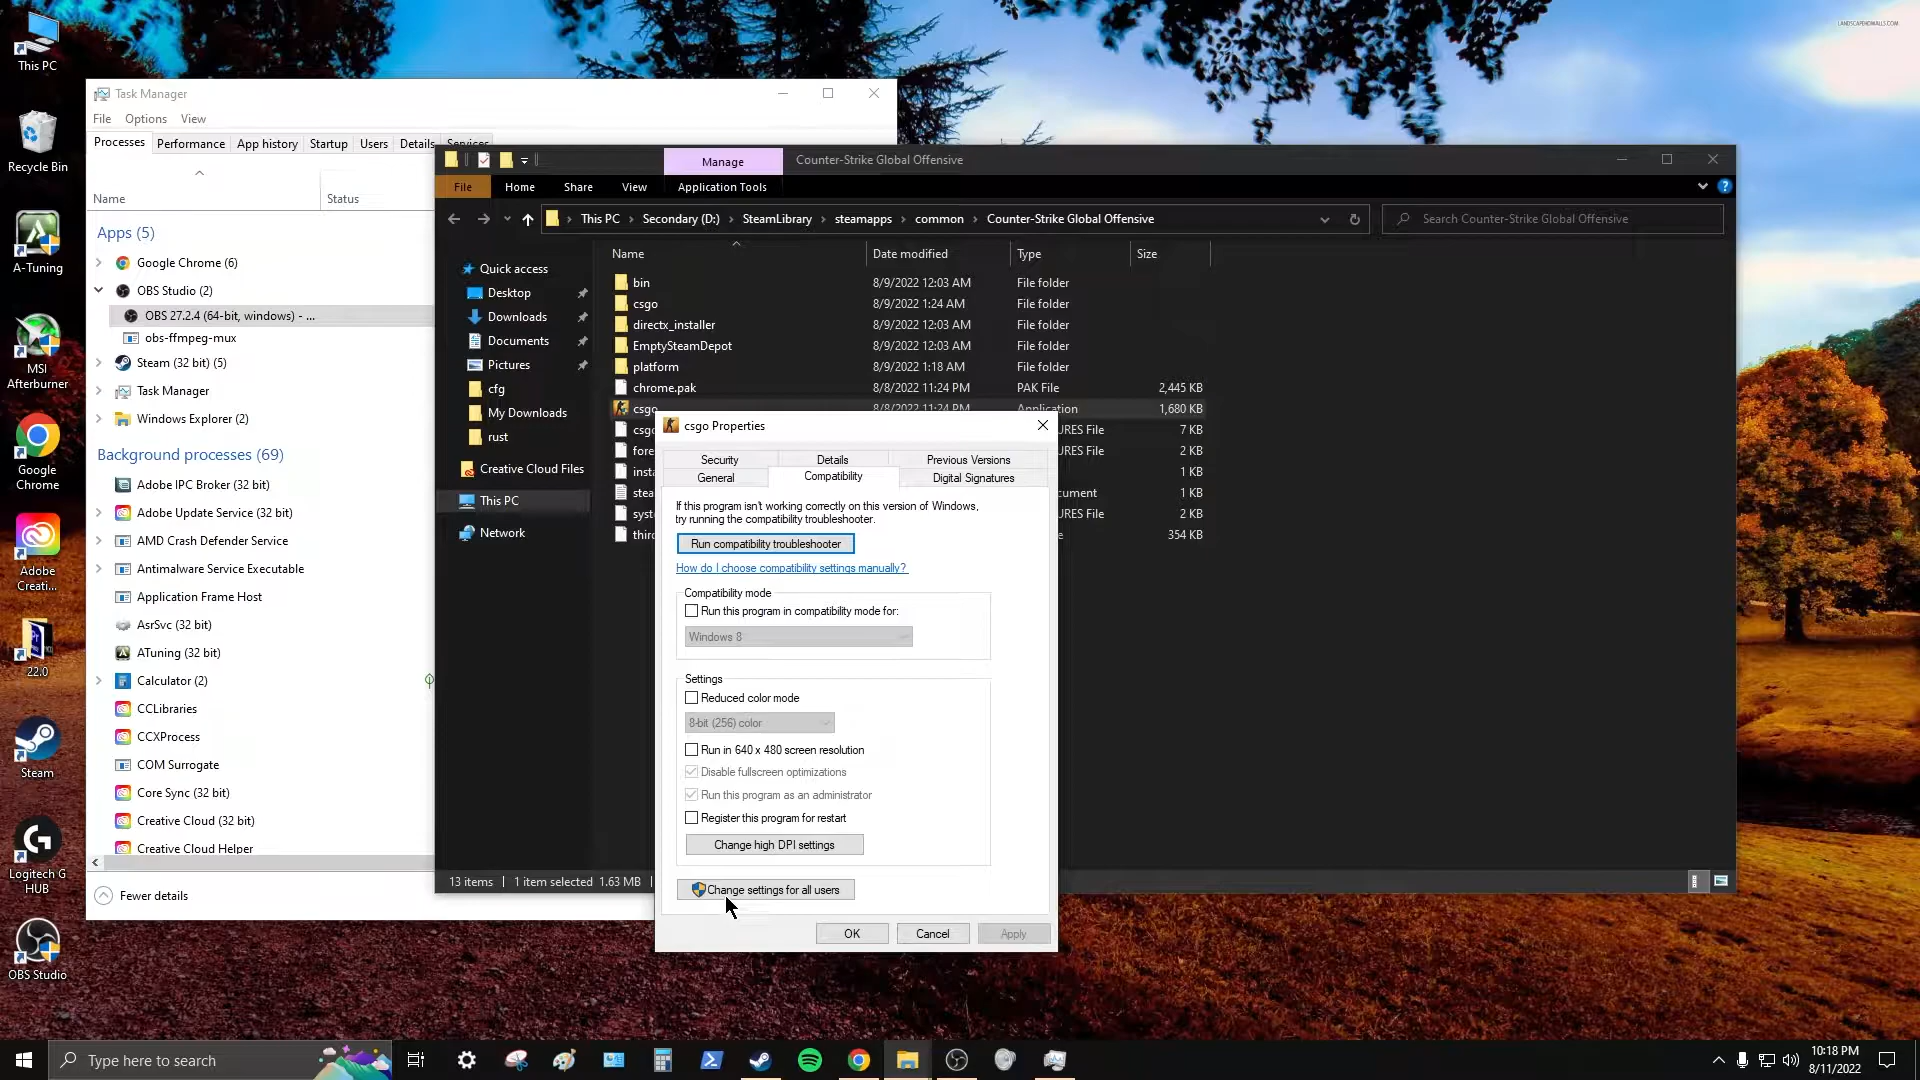 LANDSCAPEHDWALLS.COM
This PC
Recycle Bin
A-Tuning
MSI
Afterburner
Google
Chrome
Adobe
Creati...
22.0
Steam
Logitech G
HUB
OBS Studio
Task Manager
File Options View
Processes Performance App history Startup Users Details Services
Name Status
Apps (5)
Google Chrome (6)
OBS Studio (2)
OBS 27.2.4 (64-bit, windows) - ...
obs-ffmpeg-mux
Steam (32 bit) (5)
Task Manager
Windows Explorer (2)
Background processes (69)
Adobe IPC Broker (32 bit)
Adobe Update Service (32 bit)
AMD Crash Defender Service
Antimalware Service Executable
Application Frame Host
AsrSvc (32 bit)
ATuning (32 bit)
Calculator (2)
CCLibraries
CCXProcess
COM Surrogate
Core Sync (32 bit)
Creative Cloud (32 bit)
Creative Cloud Helper
Fewer details
Manage Counter-Strike Global Offensive
File Home Share View Application Tools
This PC › Secondary (D:) › SteamLibrary › steamapps › common › Counter-Strike Global Offensive
Search Counter-Strike Global Offensive
Quick access
Desktop
Downloads
Documents
Pictures
cfg
My Downloads
rust
Creative Cloud Files
This PC
Network
Name Date modified Type Size
bin 8/9/2022 12:03 AM File folder
csgo 8/9/2022 1:24 AM File folder
directx_installer 8/9/2022 12:03 AM File folder
EmptySteamDepot 8/9/2022 12:03 AM File folder
platform 8/9/2022 1:18 AM File folder
chrome.pak 8/8/2022 11:24 PM PAK File 2,445 KB
csgo 8/8/2022 11:24 PM Application 1,680 KB
csgo URES File 7 KB
fore URES File 2 KB
insta 1 KB
stea cument 1 KB
syst URES File 2 KB
third e 354 KB
13 items 1 item selected 1.63 MB
csgo Properties
Security Details Previous Versions
General Compatibility Digital Signatures
If this program isn't working correctly on this version of Windows,
try running the compatibility troubleshooter.
Run compatibility troubleshooter
How do I choose compatibility settings manually?
Compatibility mode
Run this program in compatibility mode for:
Windows 8
Settings
Reduced color mode
8-bit (256) color
Run in 640 x 480 screen resolution
Disable fullscreen optimizations
Run this program as an administrator
Register this program for restart
Change high DPI settings
Change settings for all users
OK Cancel Apply
Type here to search
10:18 PM
8/11/2022